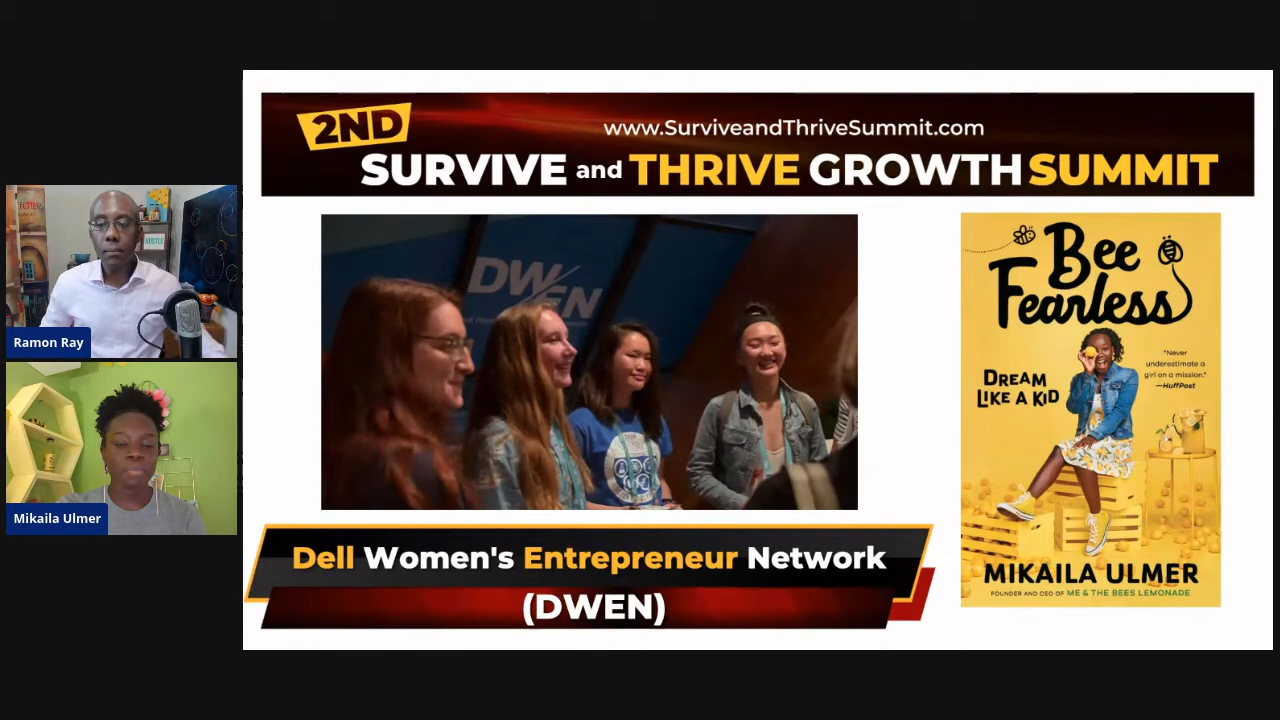 2ND
www.SurviveandThriveSummit.com
SURVIVE and THRIVE GROWTH SUMMIT
HUSTLE
Ramon Ray
Mikaila Ulmer
DWEN
Dell Women's Entrepreneur Network
(DWEN)
Bee
Fearless
DREAM
LIKE A KID
"Never
underestimate a
girl on a mission."
—HuffPost
MIKAILA ULMER
FOUNDER AND CEO OF ME & THE BEES LEMONADE